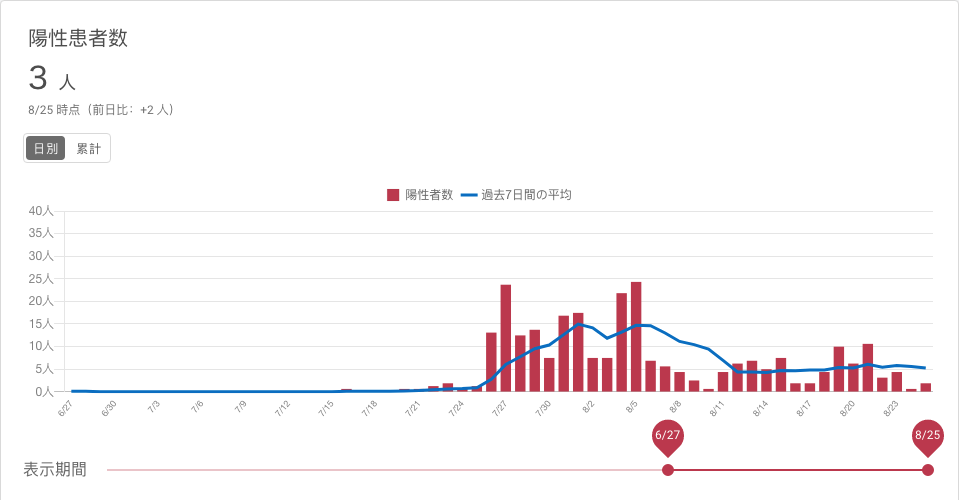 陽性患者数
3 人
8/25 時点（前日比：+2 人）
日別 累計
陽性者数 過去7日間の平均
40人
35人
30人
25人
20人
15人
10人
5人
0人
6/27 6/30 7/3 7/6 7/9 7/12 7/15 7/18 7/21 7/24 7/27 7/30 8/2 8/5 8/8 8/11 8/14 8/17 8/20 8/23
6/27 8/25
表示期間